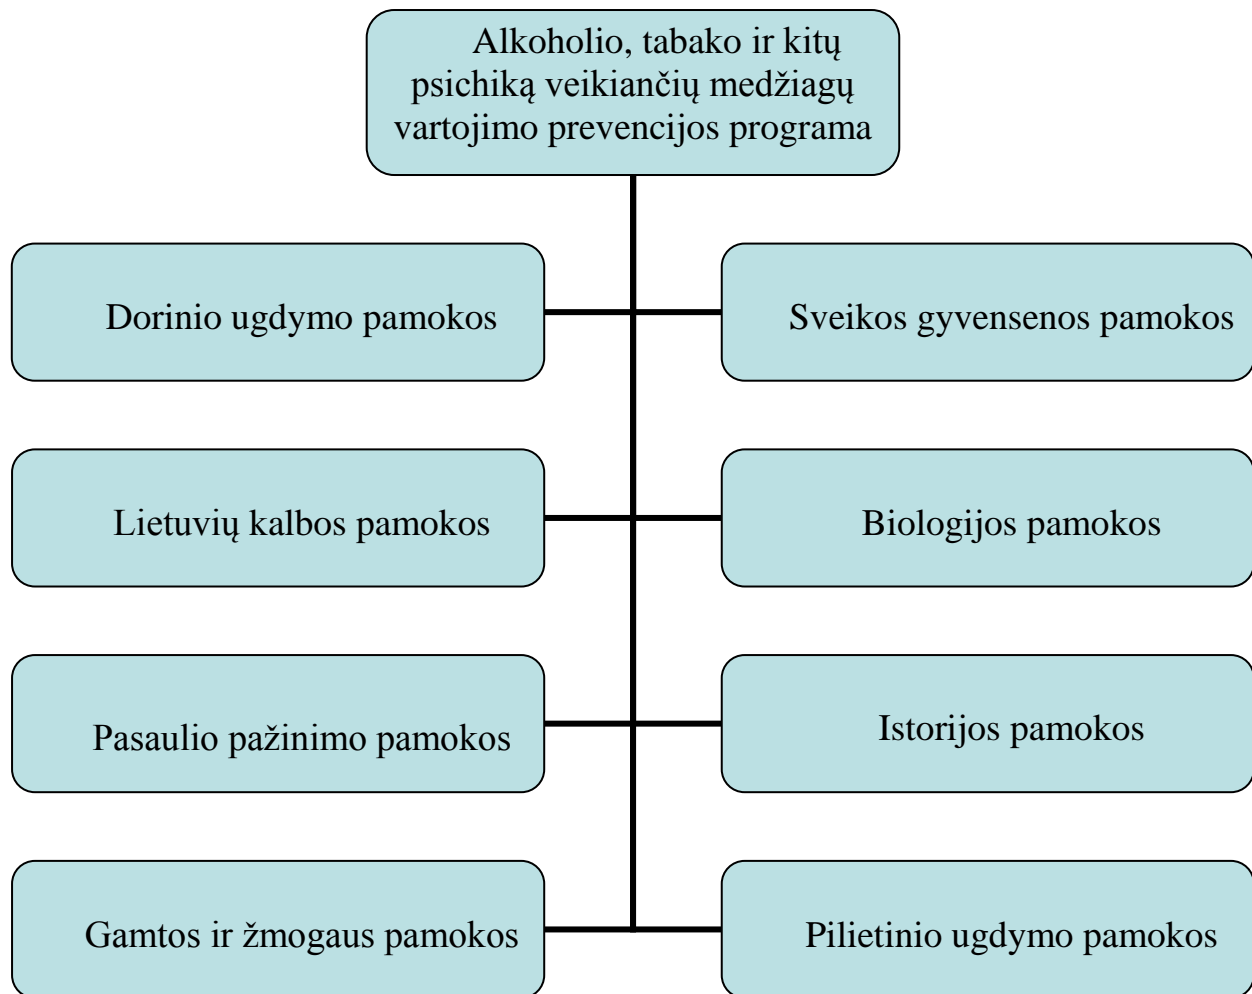 Alkoholio, tabako ir kitų
psichiką veikiančių medžiagų
vartojimo prevencijos programa
Dorinio ugdymo pamokos
Sveikos gyvensenos pamokos
Lietuvių kalbos pamokos
Biologijos pamokos
Pasaulio pažinimo pamokos
Istorijos pamokos
Gamtos ir žmogaus pamokos
Pilietinio ugdymo pamokos